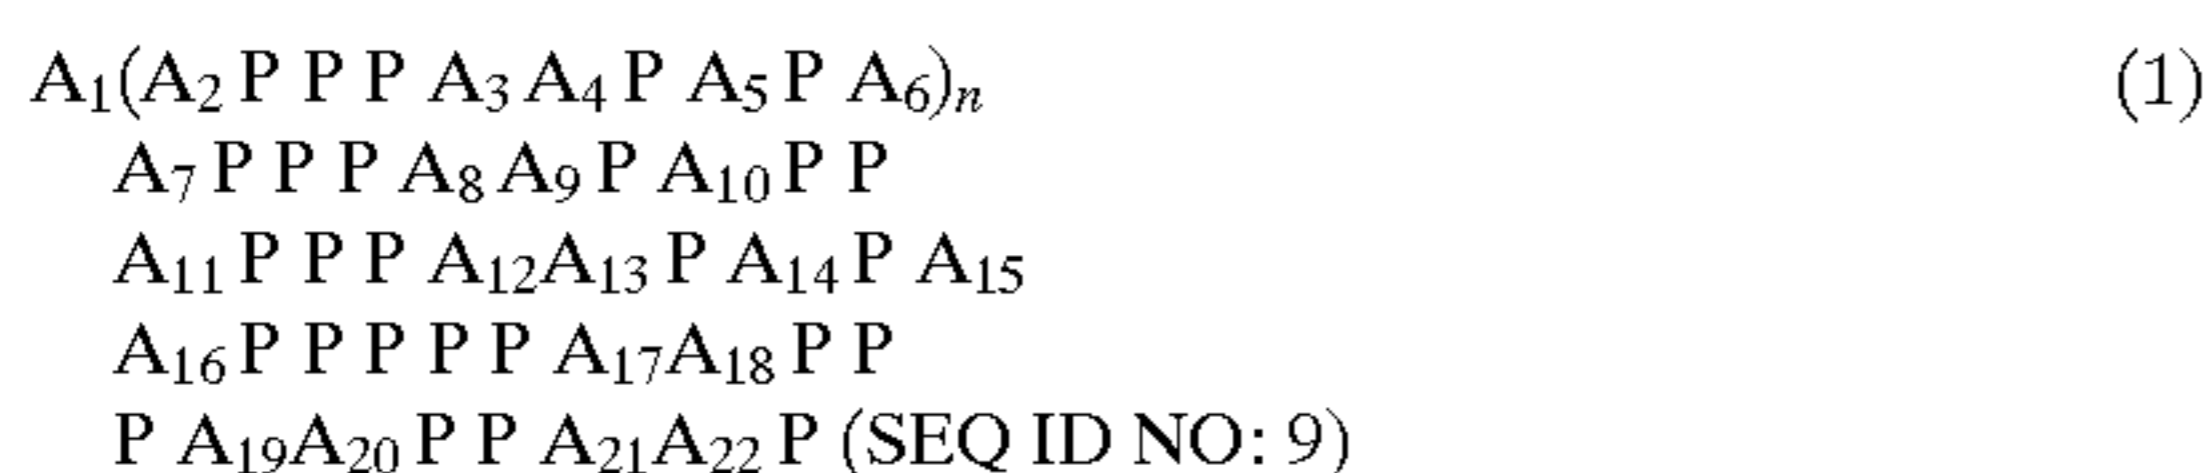 A1(A2 P P P A3 A4 P A5 P A6)n (1)
A7 P P P A8 A9 P A10 P P
A11 P P P A12A13 P A14 P A15
A16 P P P P P A17A18 P P
P A19A20 P P A21A22 P (SEQ ID NO: 9)